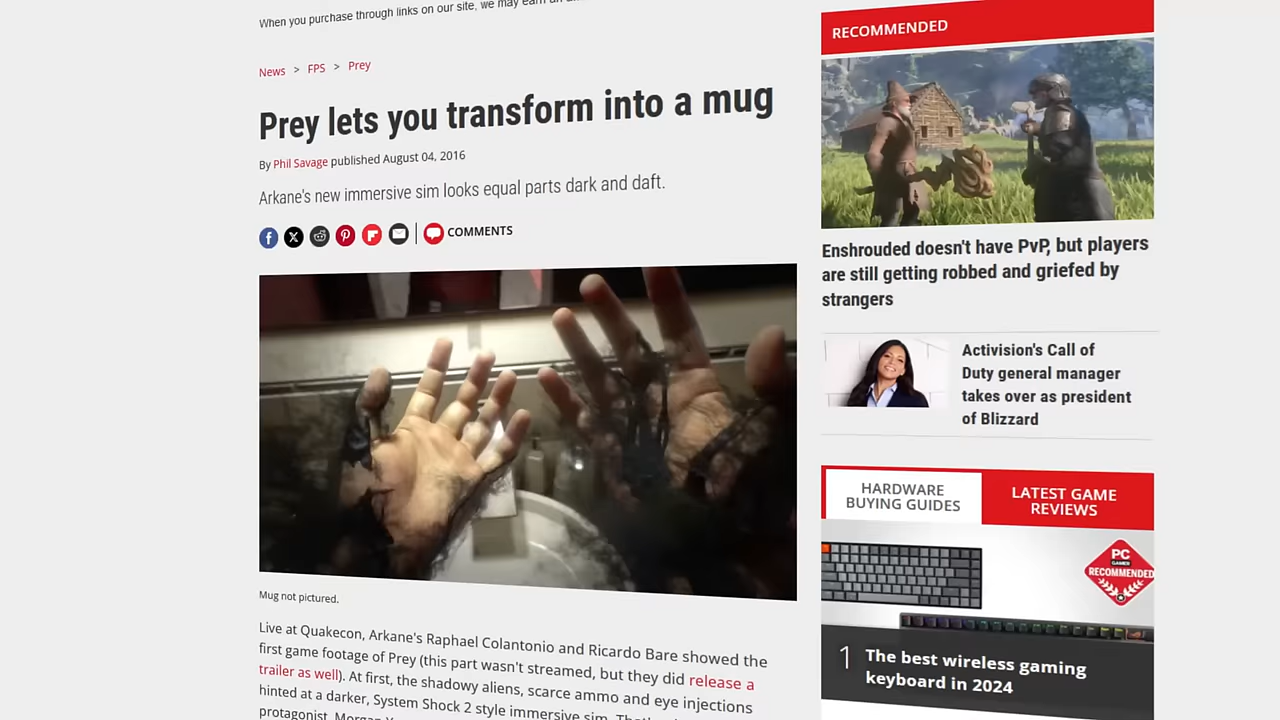 When you purchase through links on our site, we may earn an
News > FPS > Prey
Prey lets you transform into a mug
By Phil Savage published August 04, 2016
Arkane's new immersive sim looks equal parts dark and daft.
COMMENTS
Mug not pictured.
Live at Quakecon, Arkane's Raphael Colantonio and Ricardo Bare showed the
first game footage of Prey (this part wasn't streamed, but they did release a
trailer as well). At first, the shadowy aliens, scarce ammo and eye injections
hinted at a darker, System Shock 2 style immersive sim.
protagonist, Morgan
RECOMMENDED
Enshrouded doesn't have PvP, but players
are still getting robbed and griefed by
strangers
Activision's Call of
Duty general manager
takes over as president
of Blizzard
HARDWARE
BUYING GUIDES
LATEST GAME
REVIEWS
PC
GAMER
RECOMMENDED
1 The best wireless gaming
keyboard in 2024